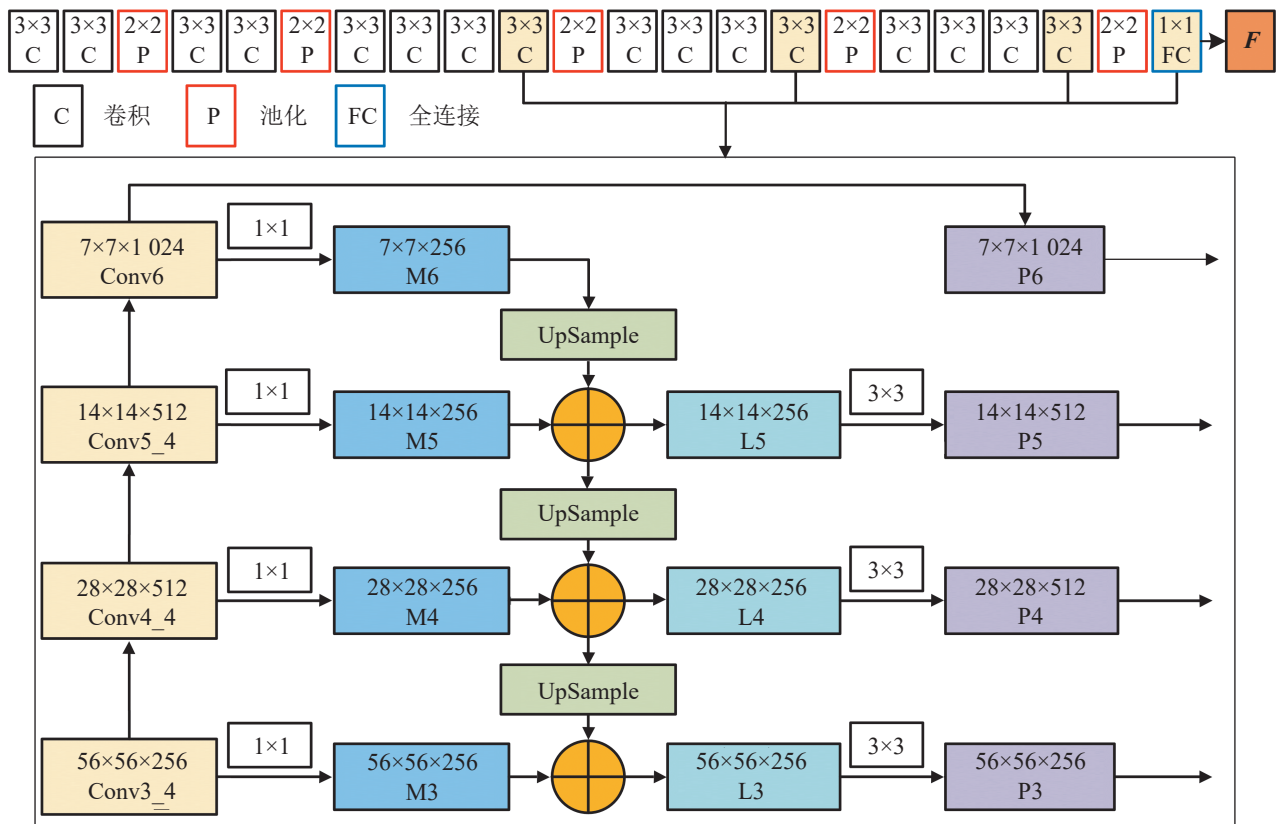 3×3 3×3 2×2 3×3 3×3 2×2 3×3 3×3 3×3 3×3 2×2 3×3 3×3 3×3 3×3 2×2 3×3 3×3 3×3 3×3 2×2 1×1
C C P C C P C C C C P C C C C P C C C C P FC F
C 卷积 P 池化 FC 全连接
1×1
7×7×1 024 7×7×256 7×7×1 024
Conv6 M6 P6
UpSample
1×1 3×3
14×14×512 14×14×256 14×14×256 14×14×512
Conv5_4 M5 L5 P5
UpSample
1×1 3×3
28×28×512 28×28×256 28×28×256 28×28×512
Conv4_4 M4 L4 P4
UpSample
1×1 3×3
56×56×256 56×56×256 56×56×256 56×56×256
Conv3_4 M3 L3 P3